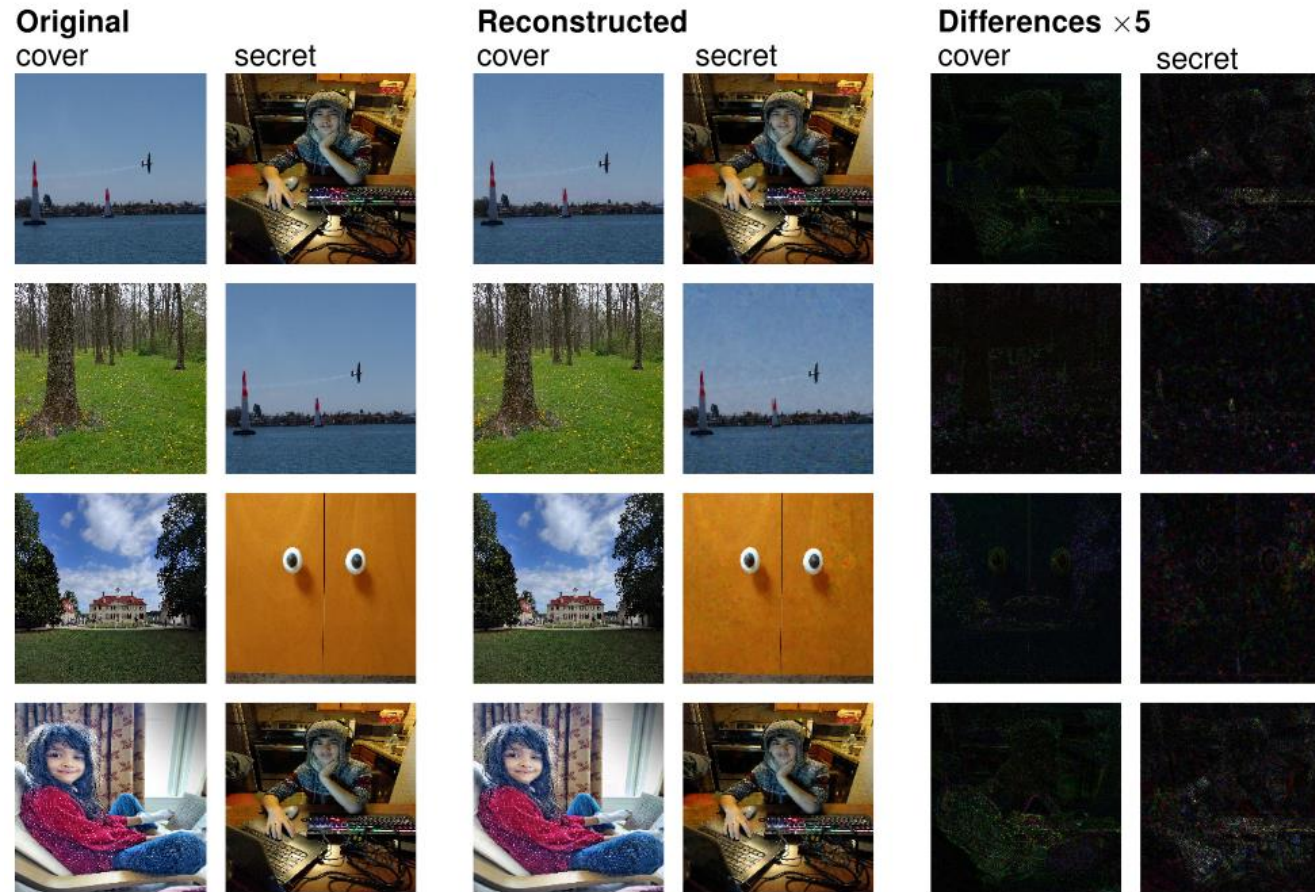 Original
cover secret
Reconstructed
cover secret
Differences ×5
cover secret